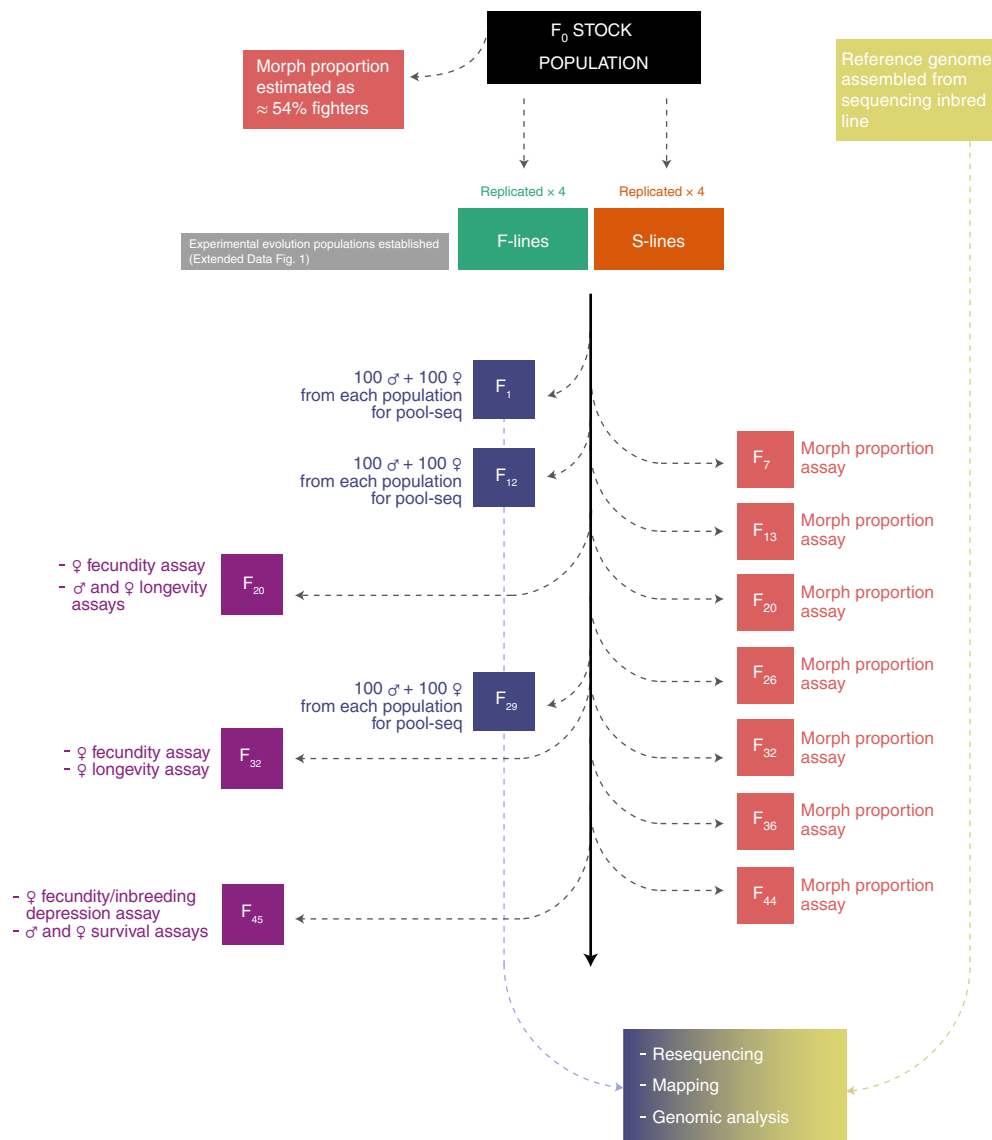 F0 STOCK
POPULATION
Morph proportion
estimated as
≈ 54% fighters
Reference genome
assembled from
sequencing inbred
line
Replicated × 4
Replicated × 4
Experimental evolution populations established
(Extended Data Fig. 1)
F-lines
S-lines
100 ♂ + 100 ♀
from each population
for pool-seq
F1
F7
Morph proportion
assay
100 ♂ + 100 ♀
from each population
for pool-seq
F12
F13
Morph proportion
assay
- ♀ fecundity assay
- ♂ and ♀ longevity
assays
F20
F20
Morph proportion
assay
F26
Morph proportion
assay
100 ♂ + 100 ♀
from each population
for pool-seq
F29
- ♀ fecundity assay
- ♀ longevity assay
F32
F32
Morph proportion
assay
F36
Morph proportion
assay
- ♀ fecundity/inbreeding
depression assay
- ♂ and ♀ survival assays
F45
F44
Morph proportion
assay
- Resequencing
- Mapping
- Genomic analysis